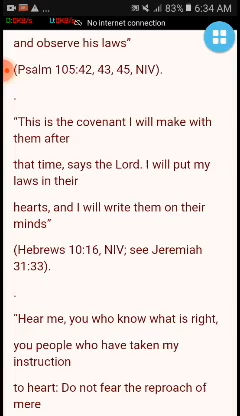 83% 6:34 AM
No internet connection
and observe his laws”
(Psalm 105:42, 43, 45, NIV).
.
“This is the covenant I will make with
them after
that time, says the Lord. I will put my
laws in their
hearts, and I will write them on their
minds”
(Hebrews 10:16, NIV; see Jeremiah
31:33).
.
“Hear me, you who know what is right,
you people who have taken my
instruction
to heart: Do not fear the reproach of
mere